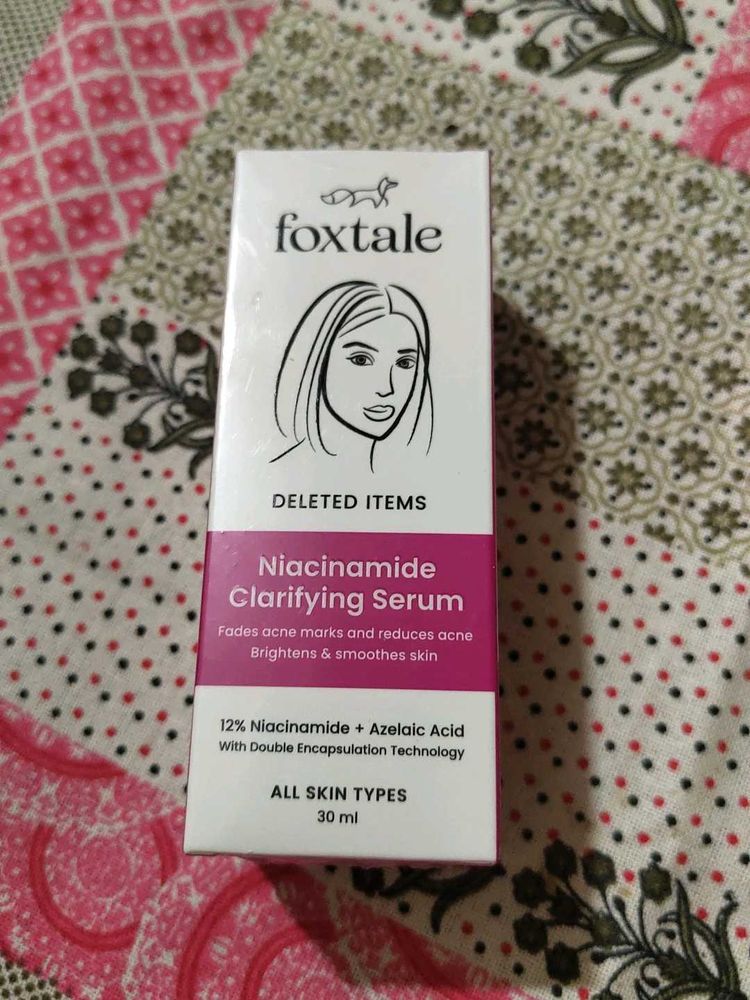 foxtale
DELETED ITEMS
Niacinamide
Clarifying Serum
Fades acne marks and reduces acne
Brightens & smoothes skin
12% Niacinamide + Azelaic Acid
With Double Encapsulation Technology
ALL SKIN TYPES
30 ml